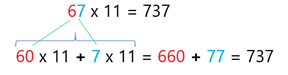 67 x 11 = 737
60 x 11 + 7 x 11 = 660 + 77 = 737